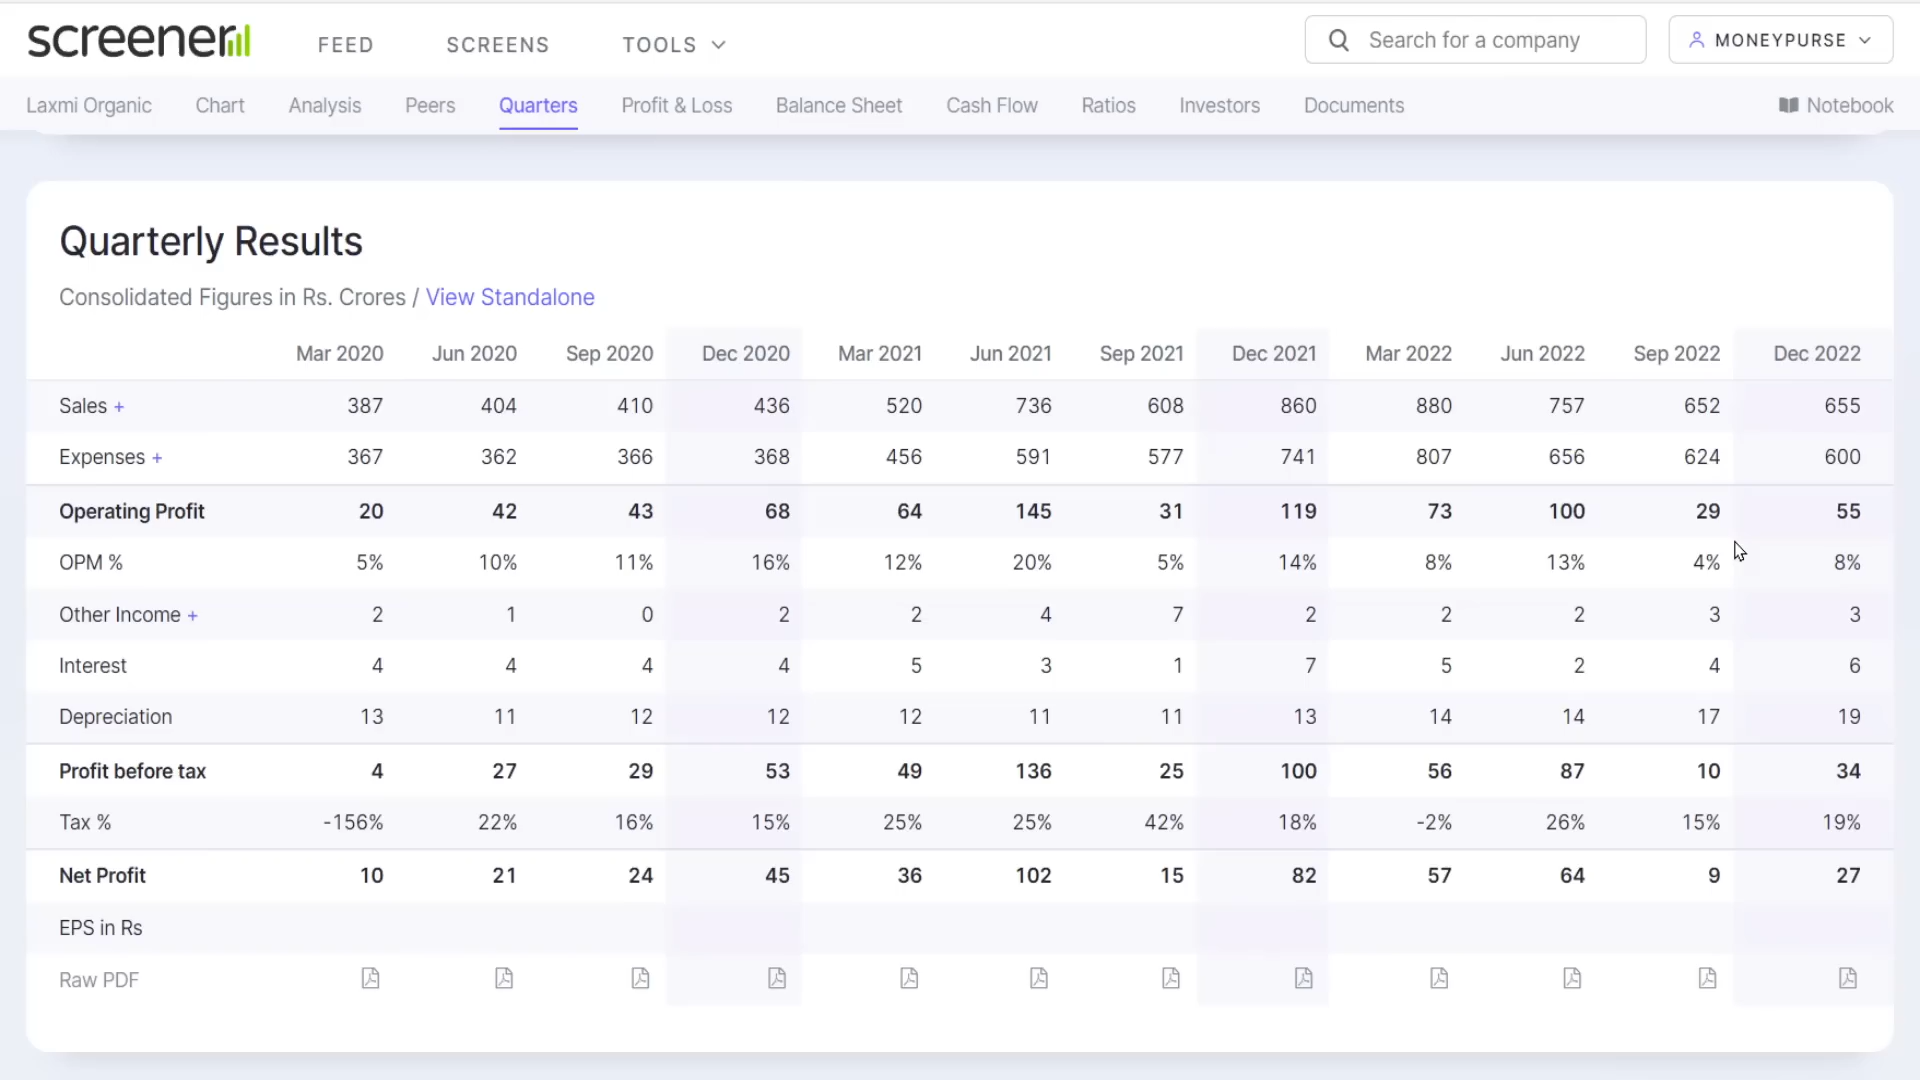 screener FEED SCREENS TOOLS Search for a company MONEYPURSE
Laxmi Organic Chart Analysis Peers Quarters Profit & Loss Balance Sheet Cash Flow Ratios Investors Documents Notebook
Quarterly Results
Consolidated Figures in Rs. Crores / View Standalone
Mar 2020 Jun 2020 Sep 2020 Dec 2020 Mar 2021 Jun 2021 Sep 2021 Dec 2021 Mar 2022 Jun 2022 Sep 2022 Dec 2022
Sales + 387 404 410 436 520 736 608 860 880 757 652 655
Expenses + 367 362 366 368 456 591 577 741 807 656 624 600
Operating Profit 20 42 43 68 64 145 31 119 73 100 29 55
OPM % 5% 10% 11% 16% 12% 20% 5% 14% 8% 13% 4% 8%
Other Income + 2 1 0 2 2 4 7 2 2 2 3 3
Interest 4 4 4 4 5 3 1 7 5 2 4 6
Depreciation 13 11 12 12 12 11 11 13 14 14 17 19
Profit before tax 4 27 29 53 49 136 25 100 56 87 10 34
Tax % -156% 22% 16% 15% 25% 25% 42% 18% -2% 26% 15% 19%
Net Profit 10 21 24 45 36 102 15 82 57 64 9 27
EPS in Rs
Raw PDF